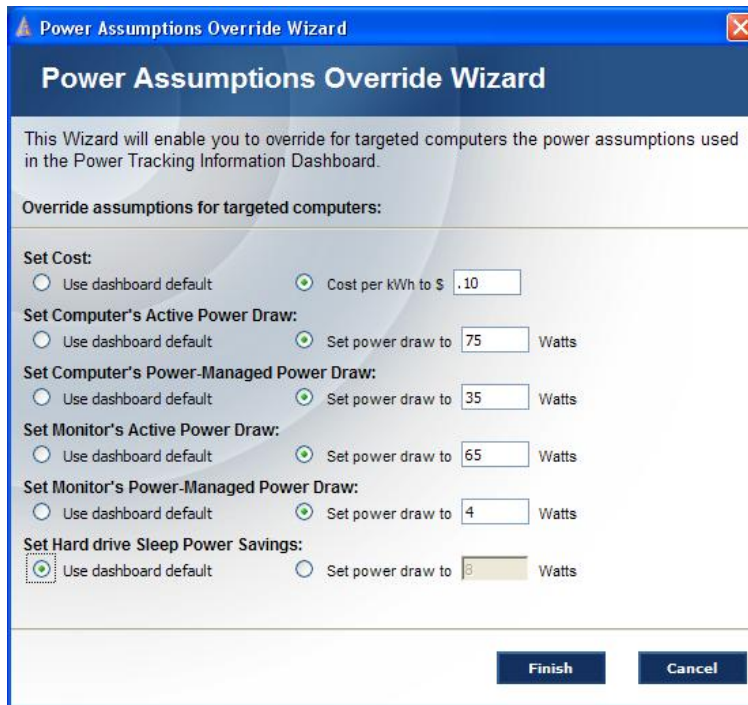 Power Assumptions Override Wizard
Power Assumptions Override Wizard
This Wizard will enable you to override for targeted computers the power assumptions used
in the Power Tracking Information Dashboard.
Override assumptions for targeted computers:
Set Cost:
Use dashboard default Cost per kWh to $ .10
Set Computer's Active Power Draw:
Use dashboard default Set power draw to 75 Watts
Set Computer's Power-Managed Power Draw:
Use dashboard default Set power draw to 35 Watts
Set Monitor's Active Power Draw:
Use dashboard default Set power draw to 65 Watts
Set Monitor's Power-Managed Power Draw:
Use dashboard default Set power draw to 4 Watts
Set Hard drive Sleep Power Savings:
Use dashboard default Set power draw to 8 Watts
Finish Cancel